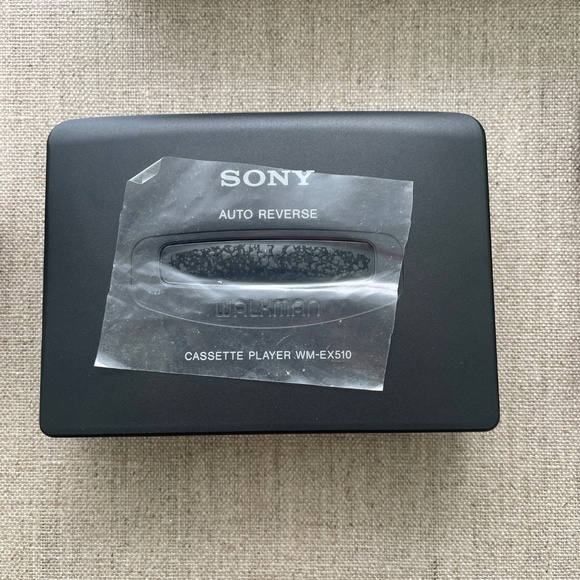 SONY
AUTO REVERSE
WALKMAN
CASSETTE PLAYER WM-EX510